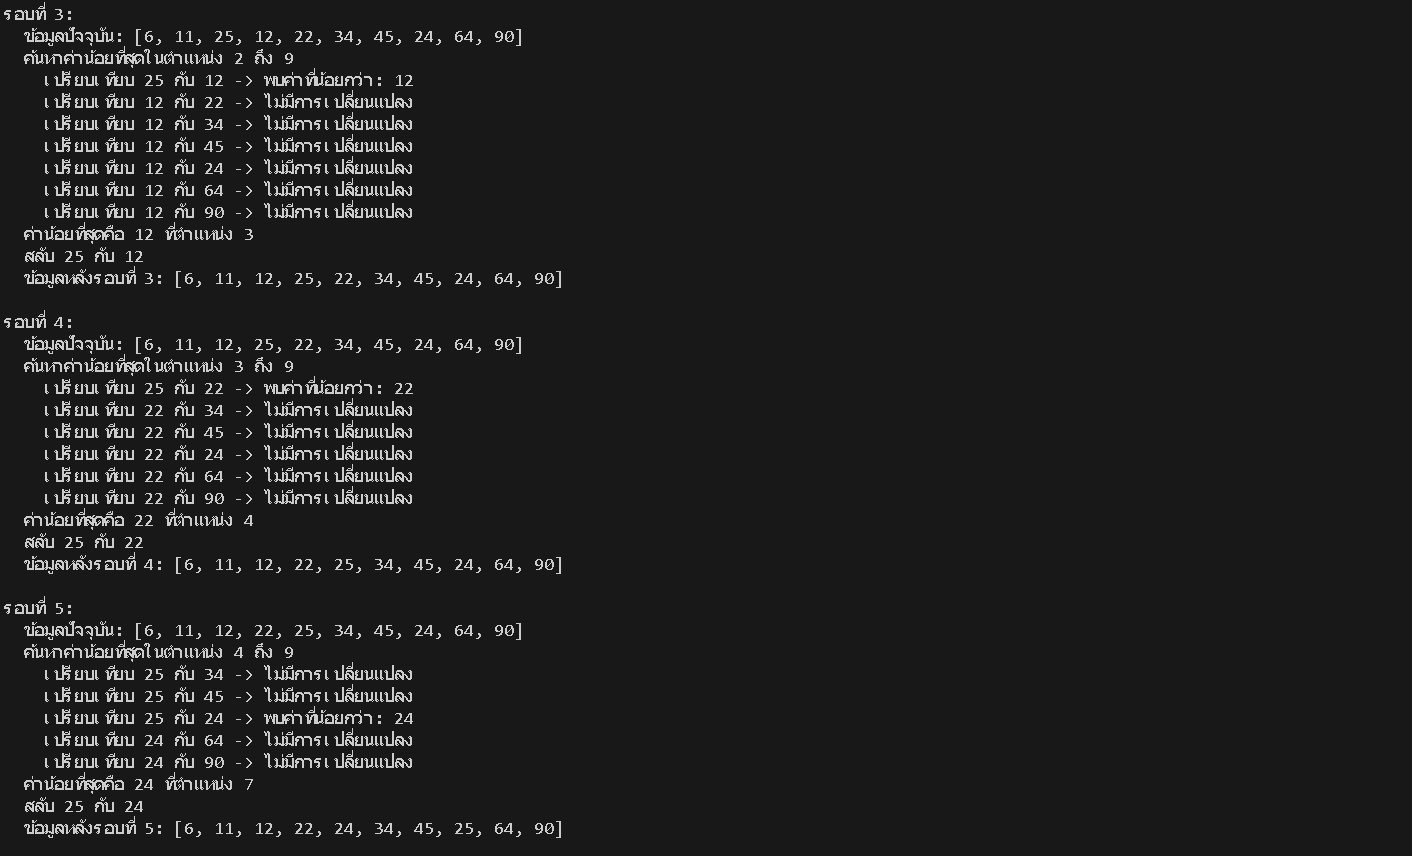 รอบที่ 3:
ข้อมูลปัจจุบัน: [6, 11, 25, 12, 22, 34, 45, 24, 64, 90]
ค้นหาค่าน้อยที่สุดในตำแหน่ง 2 ถึง 9
เปรียบเทียบ 25 กับ 12 -> พบค่าที่น้อยกว่า: 12
เปรียบเทียบ 12 กับ 22 -> ไม่มีการเปลี่ยนแปลง
เปรียบเทียบ 12 กับ 34 -> ไม่มีการเปลี่ยนแปลง
เปรียบเทียบ 12 กับ 45 -> ไม่มีการเปลี่ยนแปลง
เปรียบเทียบ 12 กับ 24 -> ไม่มีการเปลี่ยนแปลง
เปรียบเทียบ 12 กับ 64 -> ไม่มีการเปลี่ยนแปลง
เปรียบเทียบ 12 กับ 90 -> ไม่มีการเปลี่ยนแปลง
ค่าน้อยที่สุดคือ 12 ที่ตำแหน่ง 3
สลับ 25 กับ 12
ข้อมูลหลังรอบที่ 3: [6, 11, 12, 25, 22, 34, 45, 24, 64, 90]
รอบที่ 4:
ข้อมูลปัจจุบัน: [6, 11, 12, 25, 22, 34, 45, 24, 64, 90]
ค้นหาค่าน้อยที่สุดในตำแหน่ง 3 ถึง 9
เปรียบเทียบ 25 กับ 22 -> พบค่าที่น้อยกว่า: 22
เปรียบเทียบ 22 กับ 34 -> ไม่มีการเปลี่ยนแปลง
เปรียบเทียบ 22 กับ 45 -> ไม่มีการเปลี่ยนแปลง
เปรียบเทียบ 22 กับ 24 -> ไม่มีการเปลี่ยนแปลง
เปรียบเทียบ 22 กับ 64 -> ไม่มีการเปลี่ยนแปลง
เปรียบเทียบ 22 กับ 90 -> ไม่มีการเปลี่ยนแปลง
ค่าน้อยที่สุดคือ 22 ที่ตำแหน่ง 4
สลับ 25 กับ 22
ข้อมูลหลังรอบที่ 4: [6, 11, 12, 22, 25, 34, 45, 24, 64, 90]
รอบที่ 5:
ข้อมูลปัจจุบัน: [6, 11, 12, 22, 25, 34, 45, 24, 64, 90]
ค้นหาค่าน้อยที่สุดในตำแหน่ง 4 ถึง 9
เปรียบเทียบ 25 กับ 34 -> ไม่มีการเปลี่ยนแปลง
เปรียบเทียบ 25 กับ 45 -> ไม่มีการเปลี่ยนแปลง
เปรียบเทียบ 25 กับ 24 -> พบค่าที่น้อยกว่า: 24
เปรียบเทียบ 24 กับ 64 -> ไม่มีการเปลี่ยนแปลง
เปรียบเทียบ 24 กับ 90 -> ไม่มีการเปลี่ยนแปลง
ค่าน้อยที่สุดคือ 24 ที่ตำแหน่ง 7
สลับ 25 กับ 24
ข้อมูลหลังรอบที่ 5: [6, 11, 12, 22, 24, 34, 45, 25, 64, 90]